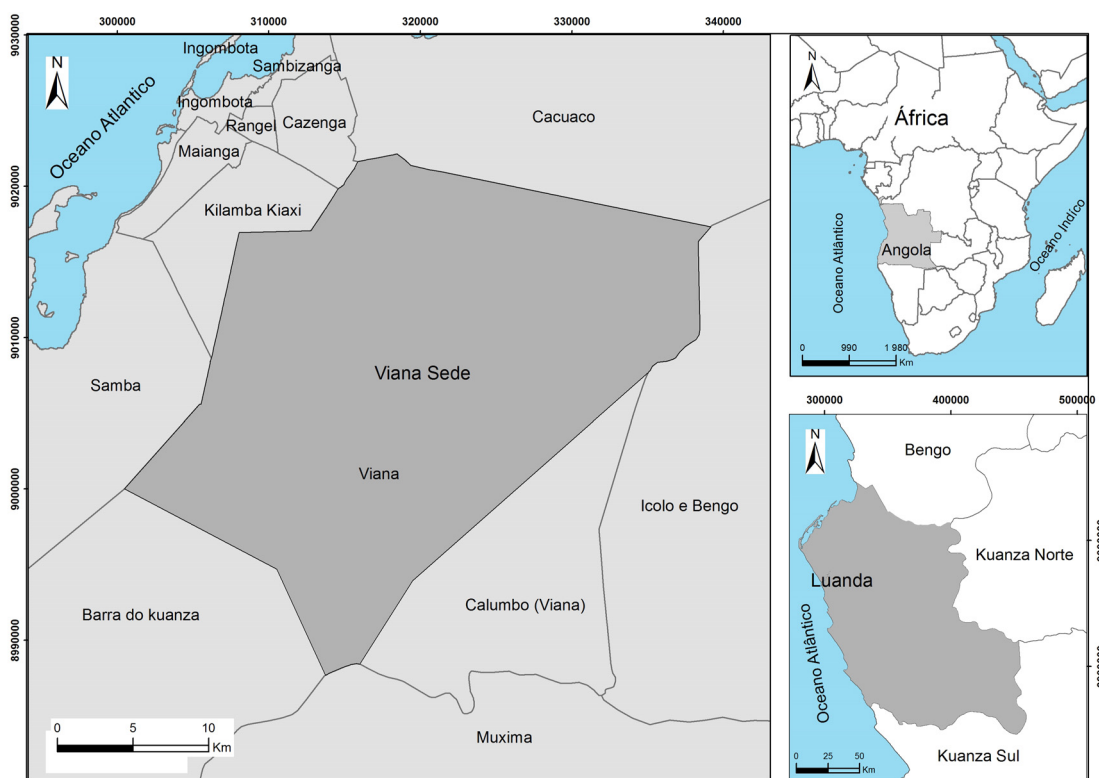 300000 310000 320000 330000 340000
9030000
9020000
9010000
9000000
8990000
N
Oceano Atlantico
Ingombota
Sambizanga
Ingombota
Rangel
Cazenga
Maianga
Cacuaco
Kilamba Kiaxi
Samba
Viana Sede
Viana
Icolo e Bengo
Barra do kuanza
Calumbo (Viana)
Muxima
0 5 10
Km
N
África
Angola
Oceano Atlântico
Oceano Indíco
0 990 1 980
Km
300000 400000 500000
N
Bengo
Kuanza Norte
Luanda
Oceano Atlântico
Kuanza Sul
0 25 50
Km